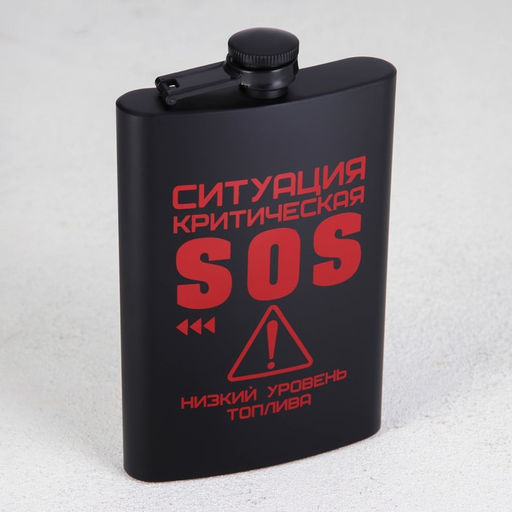 СИТУАЦИЯ
КРИТИЧЕСКАЯ
SOS
НИЗКИЙ УРОВЕНЬ
ТОПЛИВА